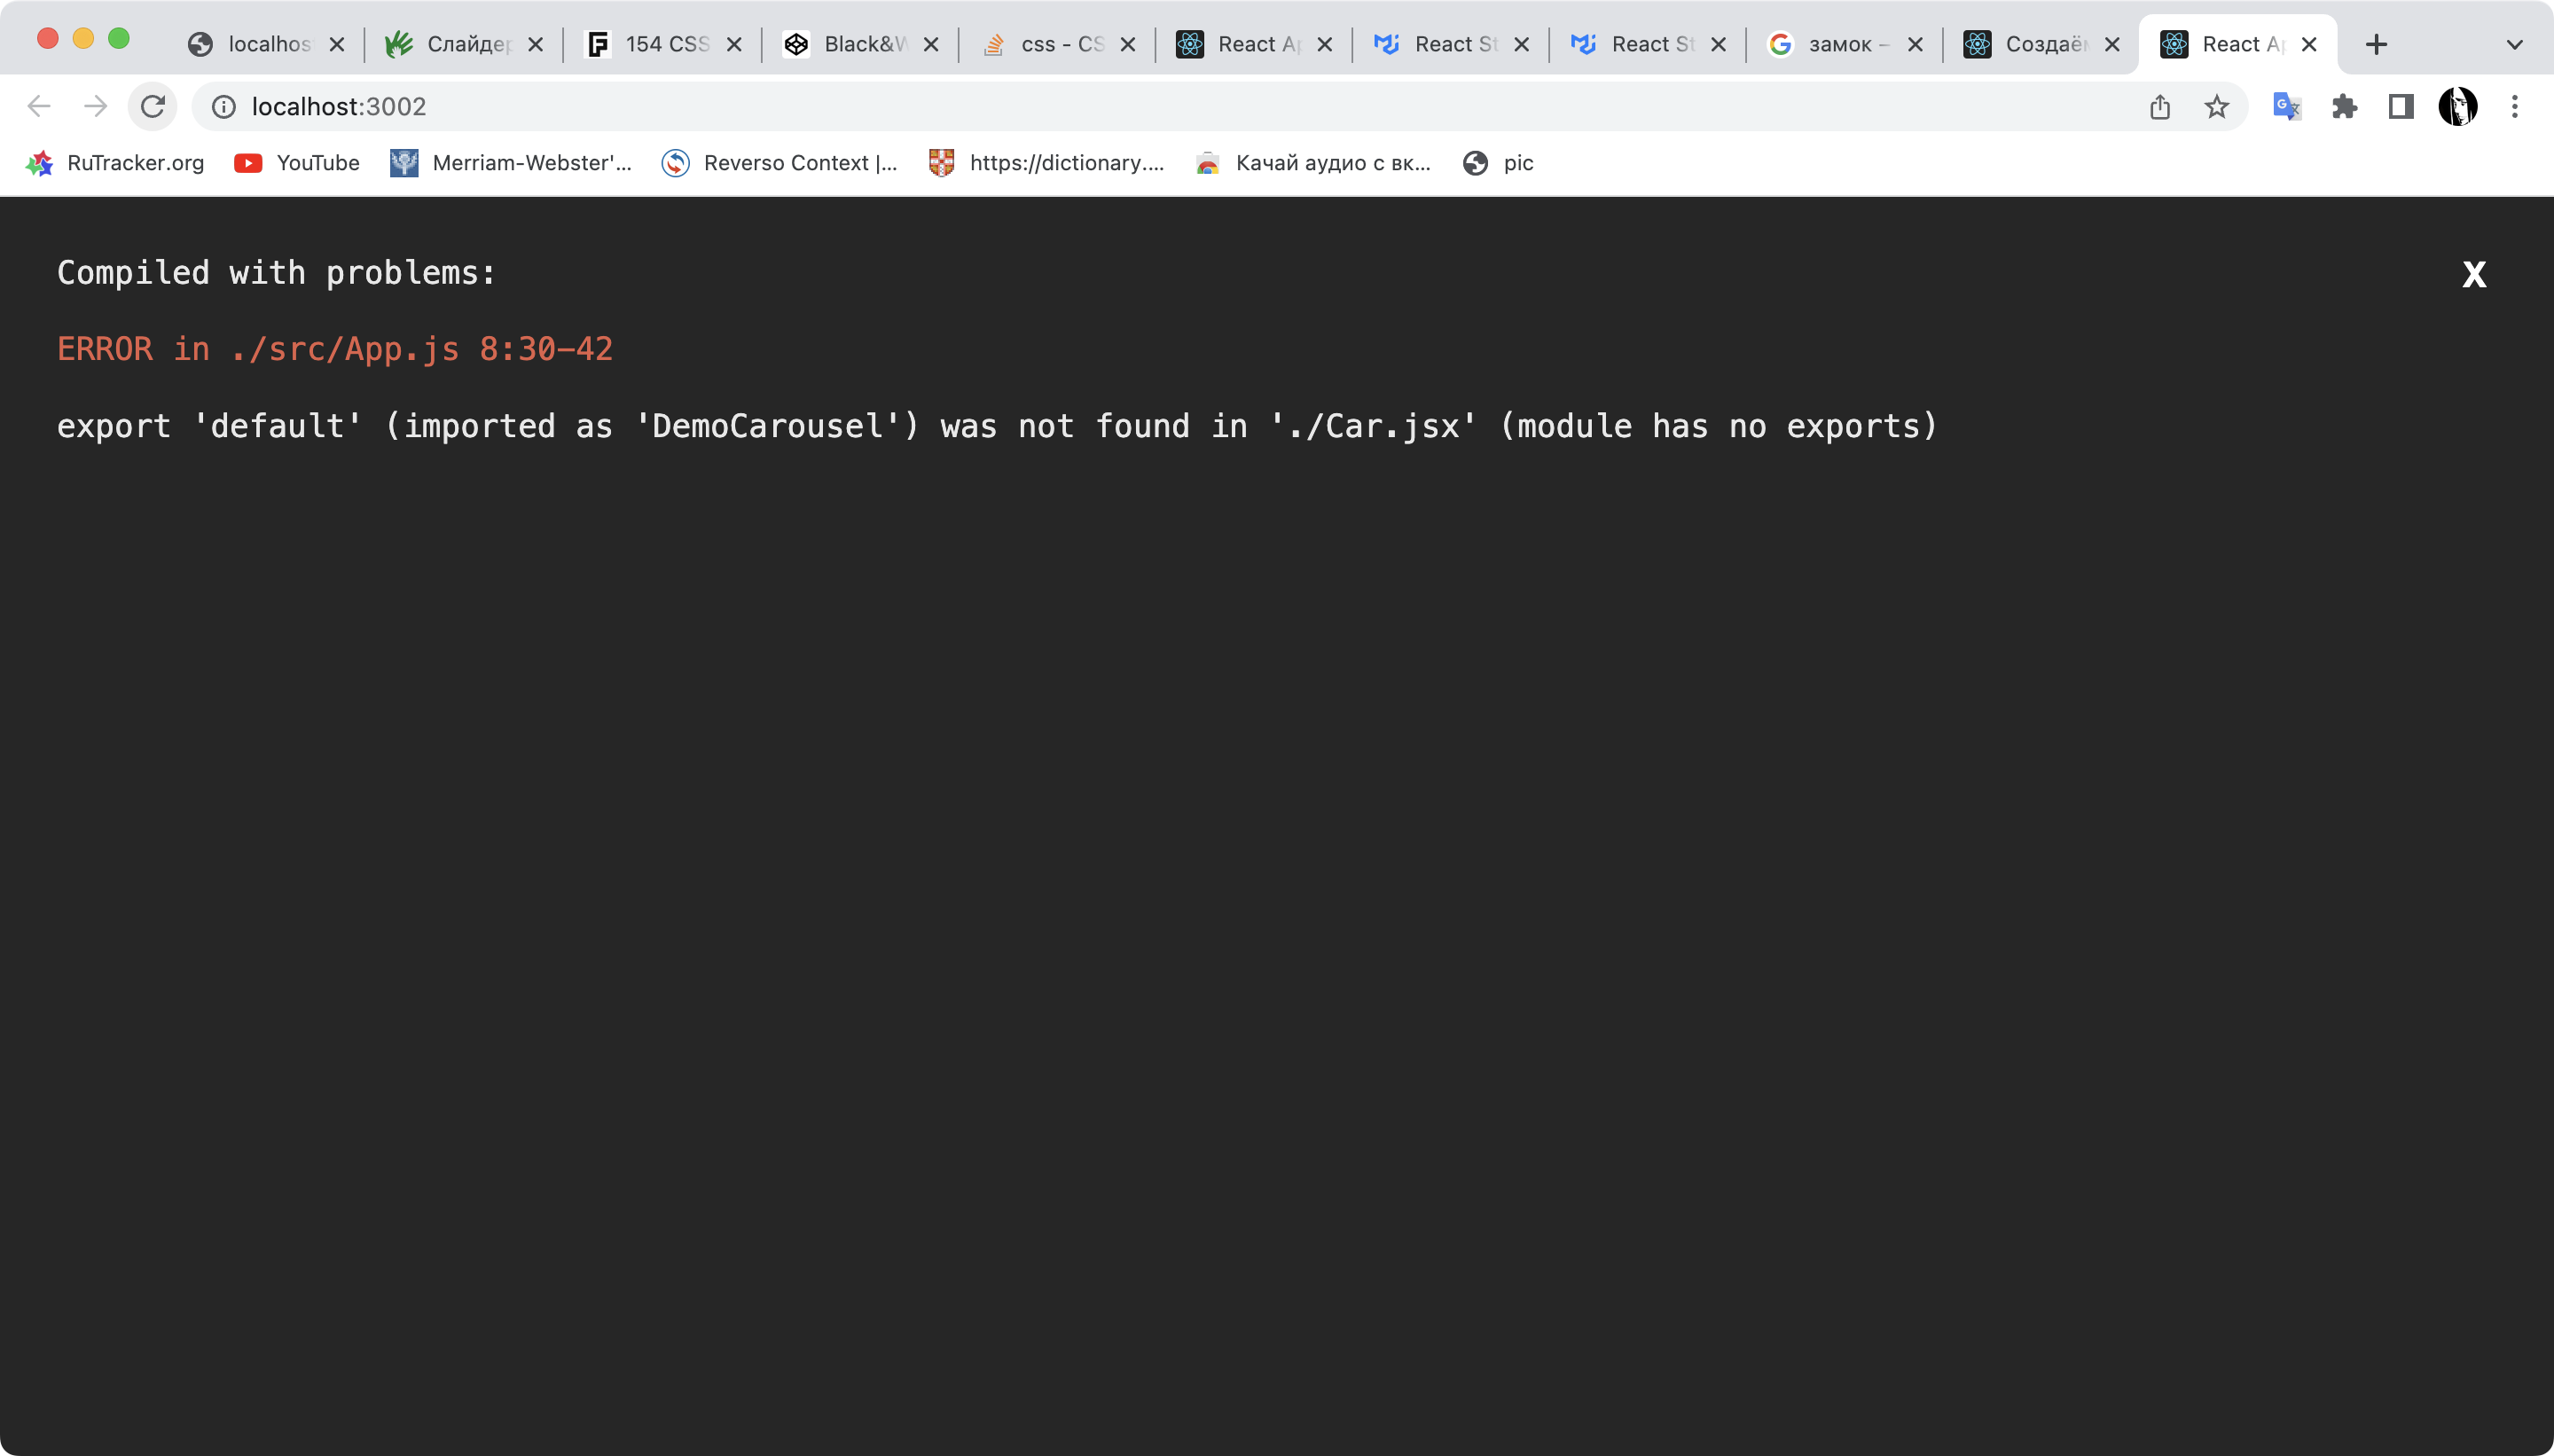 localhos
Слайдер
154 CSS
Black&W
css - CS
React Ap
React St
React St
замок –
Создаём
React Ap
localhost:3002
RuTracker.org
YouTube
Merriam-Webster'...
Reverso Context |...
https://dictionary....
Качай аудио с вк...
pic
Compiled with problems:
X
ERROR in ./src/App.js 8:30-42
export 'default' (imported as 'DemoCarousel') was not found in './Car.jsx' (module has no exports)